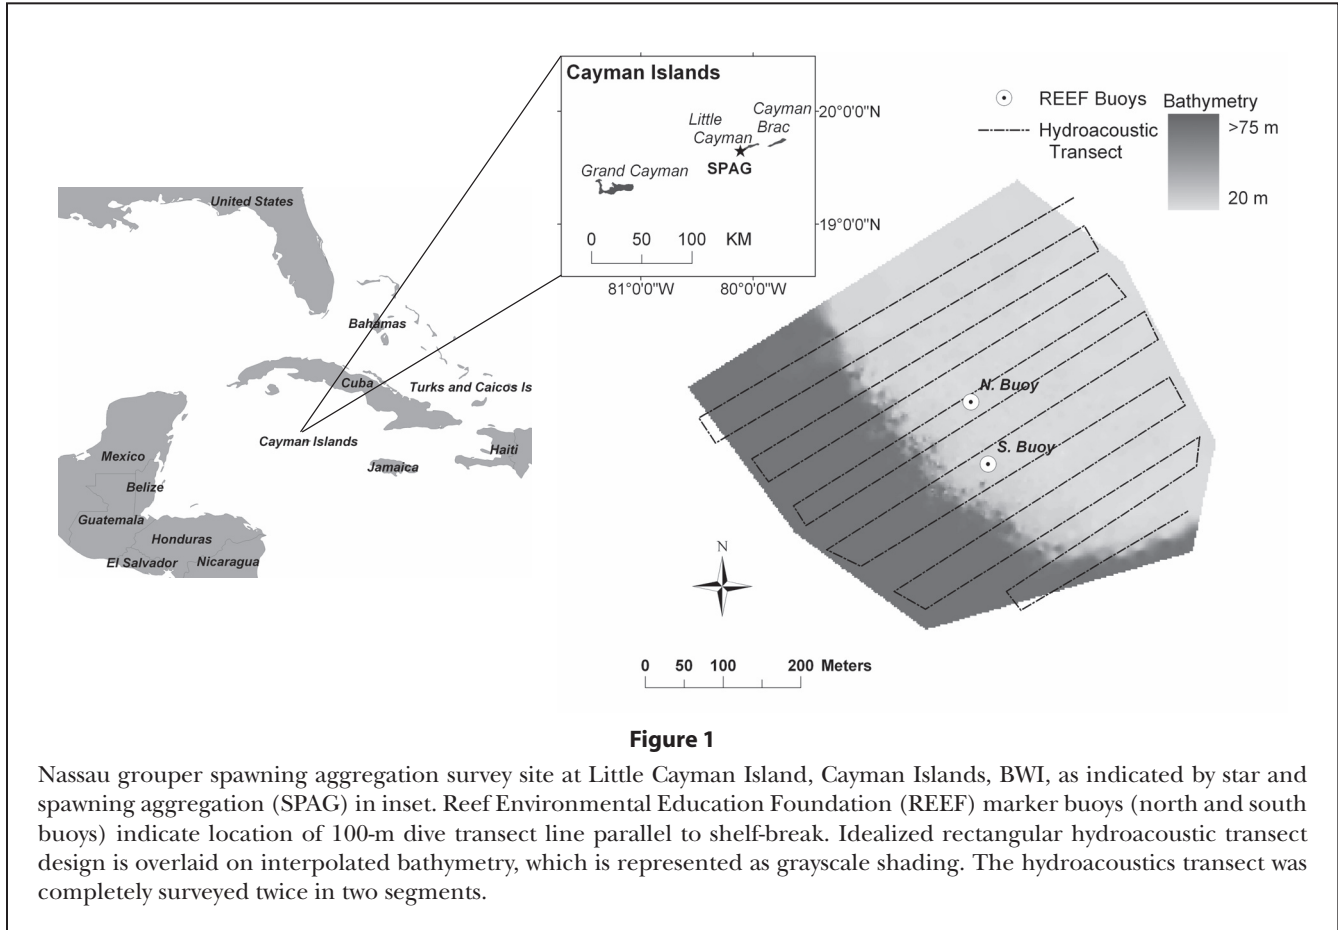 United States
Bahamas
Cuba
Turks and Caicos Is
Cayman Islands
Haiti
Jamaica
Mexico
Belize
Guatemala
Honduras
El Salvador
Nicaragua
Cayman Islands
Little
Cayman
Cayman
Brac
SPAG
Grand Cayman
0 50 100 KM
20°0'0"N
19°0'0"N
81°0'0"W 80°0'0"W
REEF Buoys
Hydroacoustic
Transect
Bathymetry
>75 m
20 m
N. Buoy
S. Buoy
N
0 50 100 200 Meters
Figure 1
Nassau grouper spawning aggregation survey site at Little Cayman Island, Cayman Islands, BWI, as indicated by star and
spawning aggregation (SPAG) in inset. Reef Environmental Education Foundation (REEF) marker buoys (north and south
buoys) indicate location of 100-m dive transect line parallel to shelf-break. Idealized rectangular hydroacoustic transect
design is overlaid on interpolated bathymetry, which is represented as grayscale shading. The hydroacoustics transect was
completely surveyed twice in two segments.